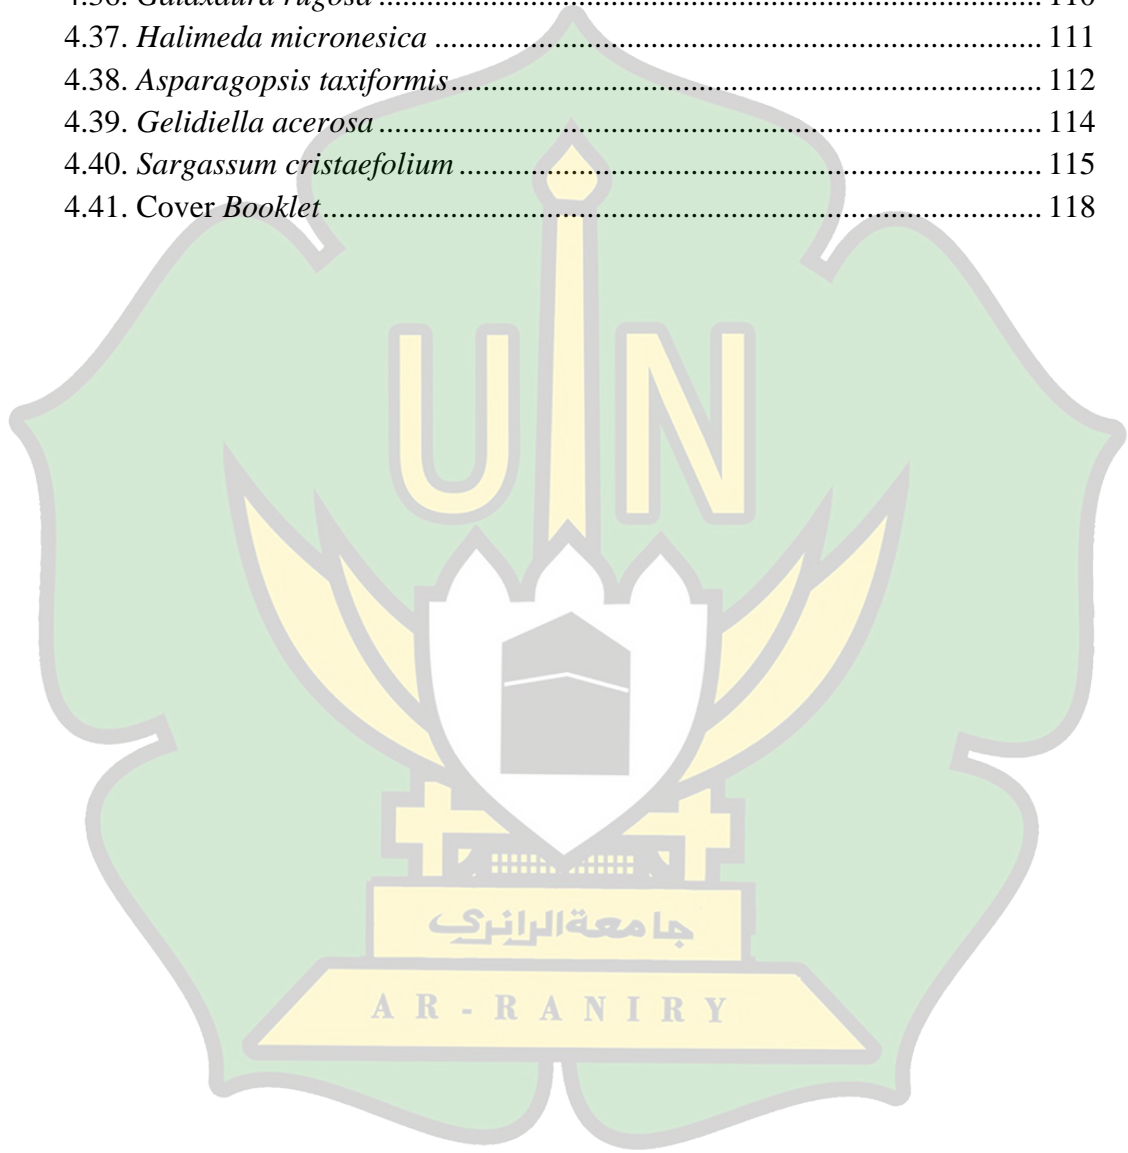 4.37. Halimeda micronesica ........................................................................... 111
4.38. Asparagopsis taxiformis......................................................................... 112
4.39. Gelidiella acerosa .................................................................................. 114
4.40. Sargassum cristaefolium ........................................................................ 115
4.41. Cover Booklet......................................................................................... 118
UIN
جامعةالرانري
AR-RANIRY